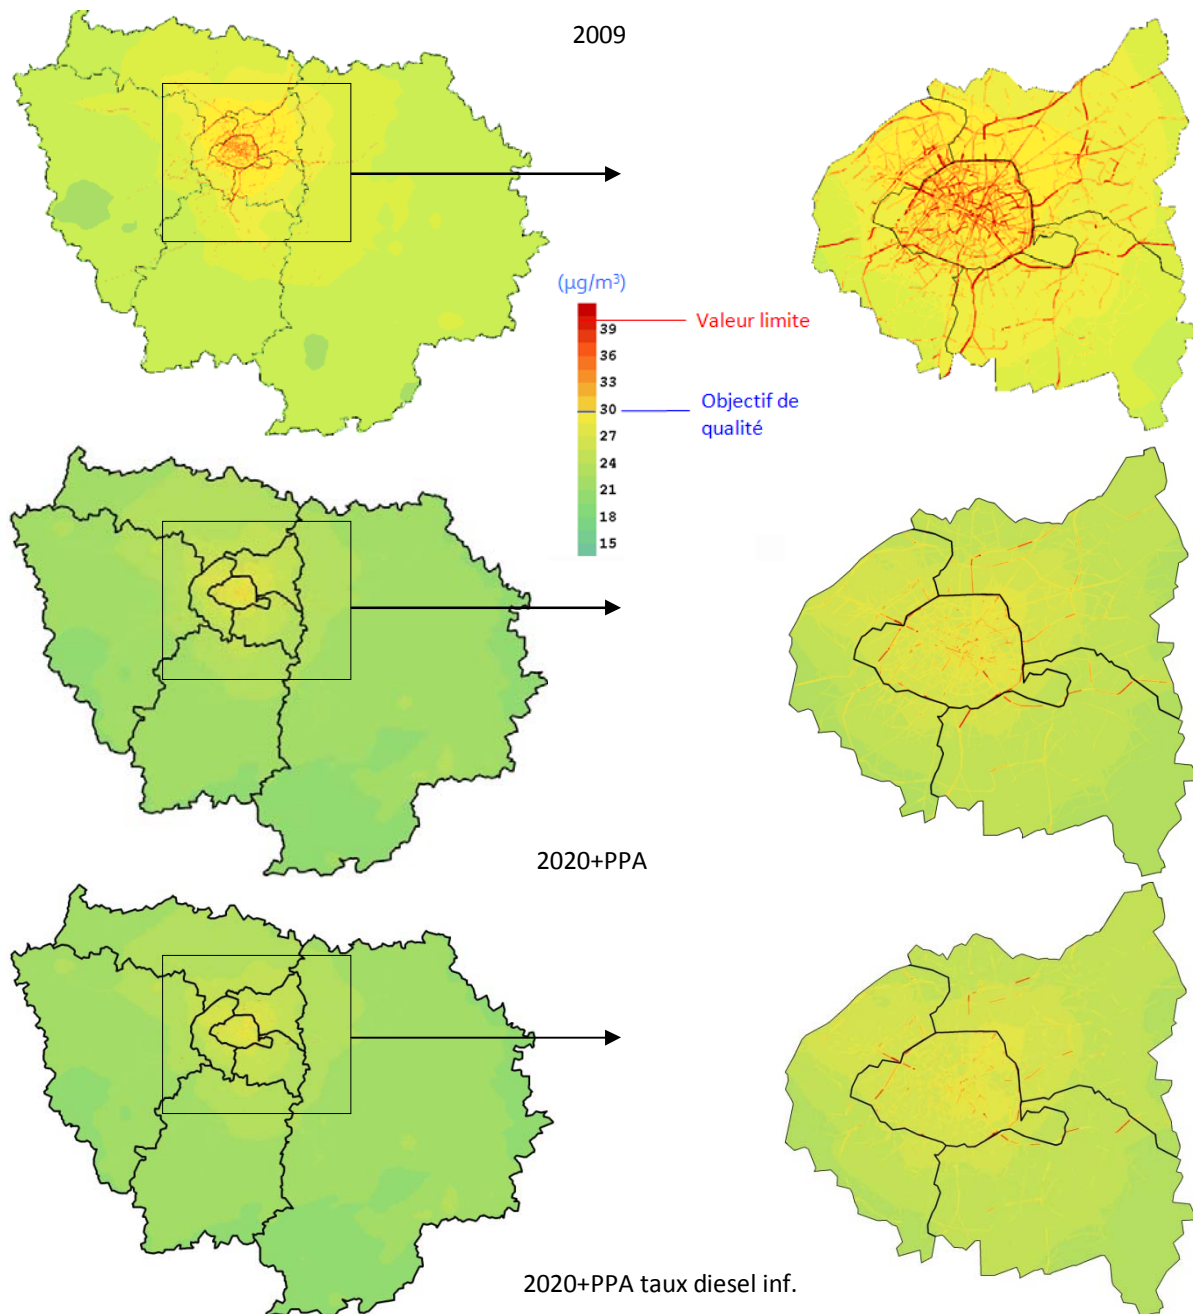 2009
(µg/m³)
39
Valeur limite
36
33
30
Objectif de
qualité
27
24
21
18
15
2020+PPA
2020+PPA taux diesel inf.